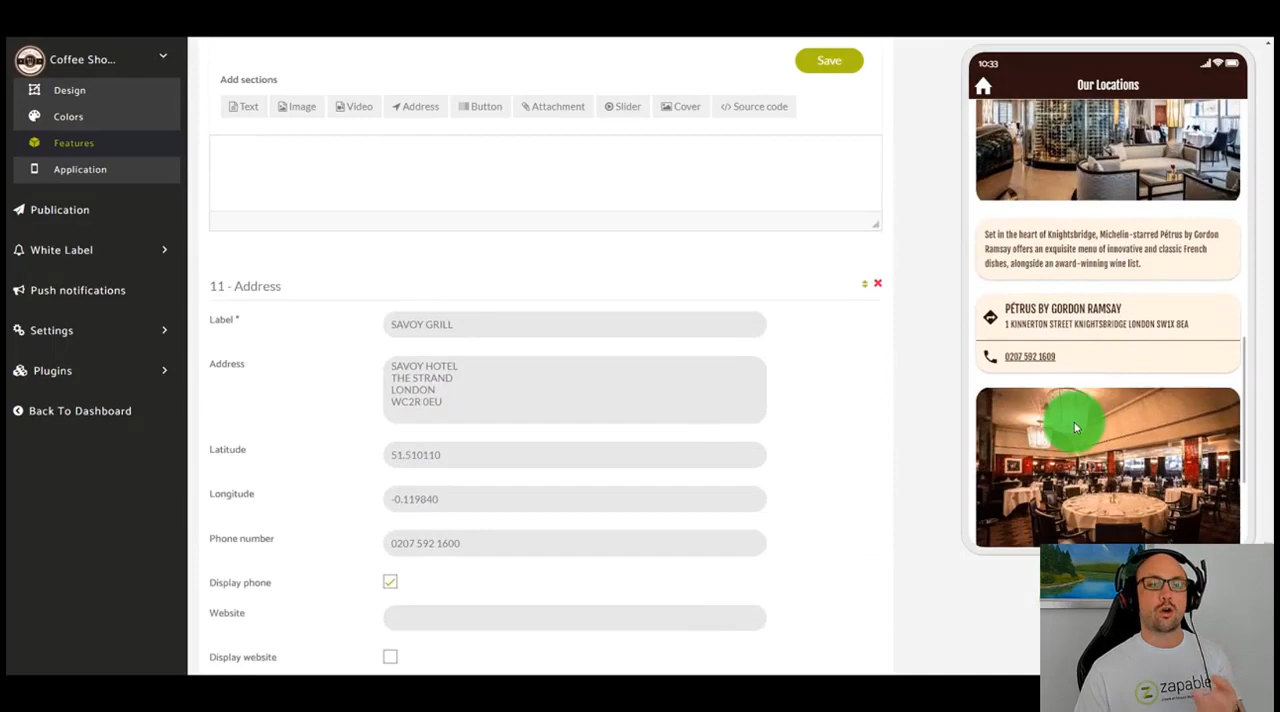 Coffee Sho...
Design
Colors
Features
Application
Publication
White Label
Push notifications
Settings
Plugins
Back To Dashboard
Save
Add sections
Text Image Video Address Button Attachment Slider Cover </> Source code
11 - Address
Label *
SAVOY GRILL
Address
SAVOY HOTEL
THE STRAND
LONDON
WC2R 0EU
Latitude
51.510110
Longitude
-0.119840
Phone number
0207 592 1600
Display phone
Website
Display website
10:33
Our Locations
Set in the heart of Knightsbridge, Michelin-starred Pétrus by Gordon
Ramsay offers an exquisite menu of innovative and classic French
dishes, alongside an award-winning wine list.
PÉTRUS BY GORDON RAMSAY
1 KINNERTON STREET KNIGHTSBRIDGE LONDON SW1X 8EA
0207 592 1609
zapable